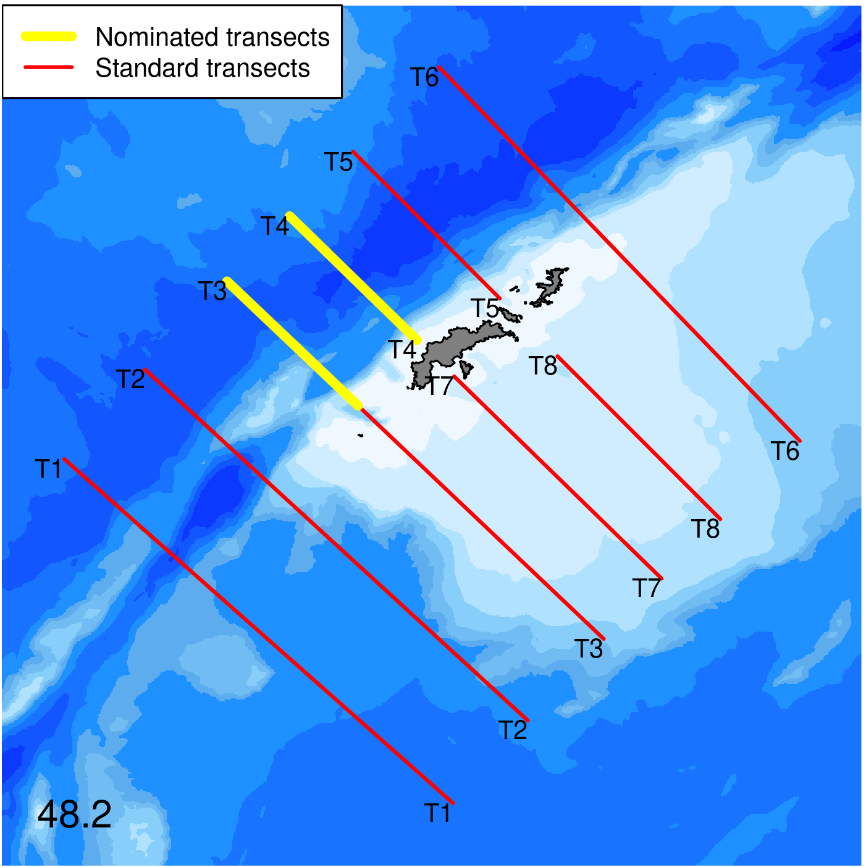 Nominated transects
Standard transects
T6
T5
T4
T3
T5
T4
T8
T2
T7
T6
T1
T8
T7
T3
T2
T1
48.2